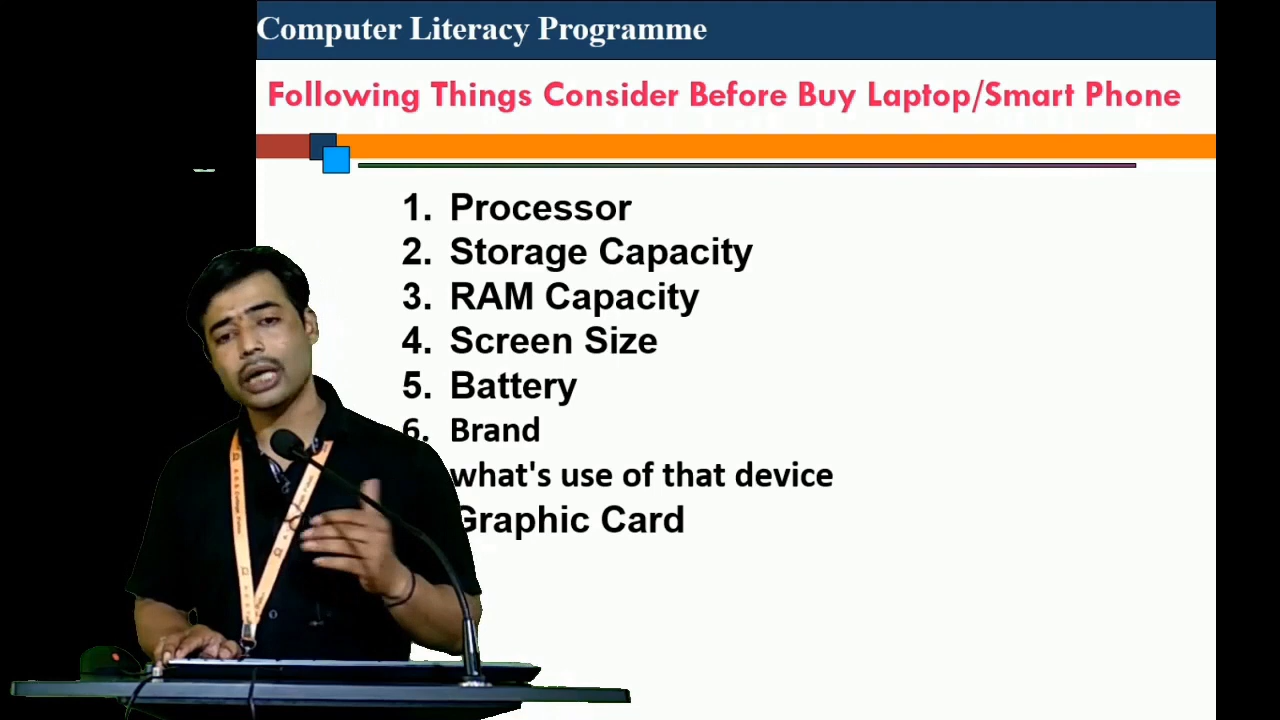 Computer Literacy Programme
Following Things Consider Before Buy Laptop/Smart Phone
1. Processor
2. Storage Capacity
3. RAM Capacity
4. Screen Size
5. Battery
6. Brand
what's use of that device
Graphic Card